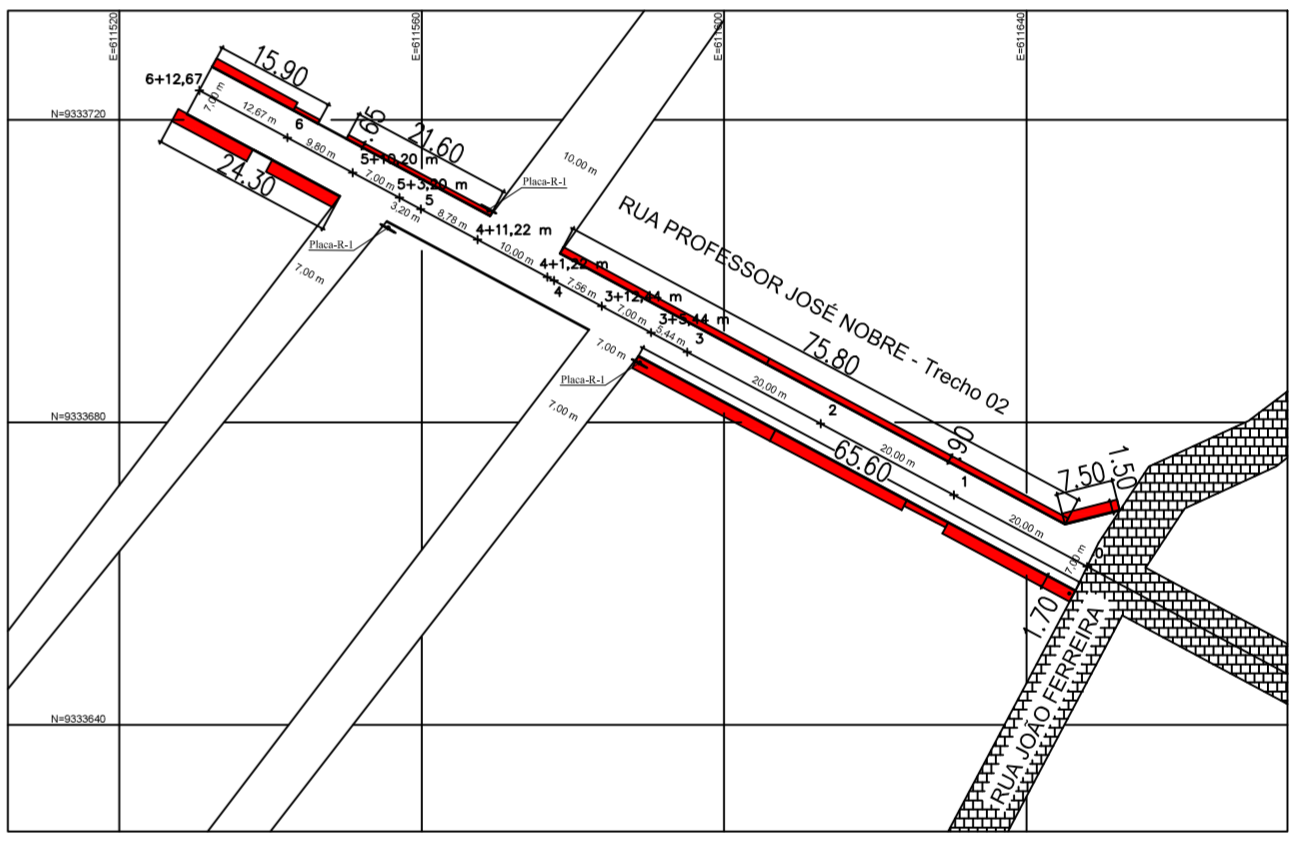 E=611520
E=611560
E=611600
E=611640
N=9333720
N=9333680
N=9333640
15.90
6+12,67
7,00 m
12,67 m
6
9,80 m
.65
21.60
5+10,20 m
7,00 m
5+3,20 m
5
3,20 m
24.30
Placa-R-1
8,78 m
4+11,22 m
10,00 m
10,00 m
Placa-R-1
7,00 m
4+1,22 m
4
7,56 m
3+12,44 m
7,00 m
3+5,44 m
5,44 m
3
7,00 m
Placa-R-1
7,00 m
RUA PROFESSOR JOSÉ NOBRE - Trecho 02
75.80
20,00 m
2
20,00 m
0.90
1
65.60
20,00 m
7.50
1.50
7,00 m
0
1.70
RUA JOÃO FERREIRA